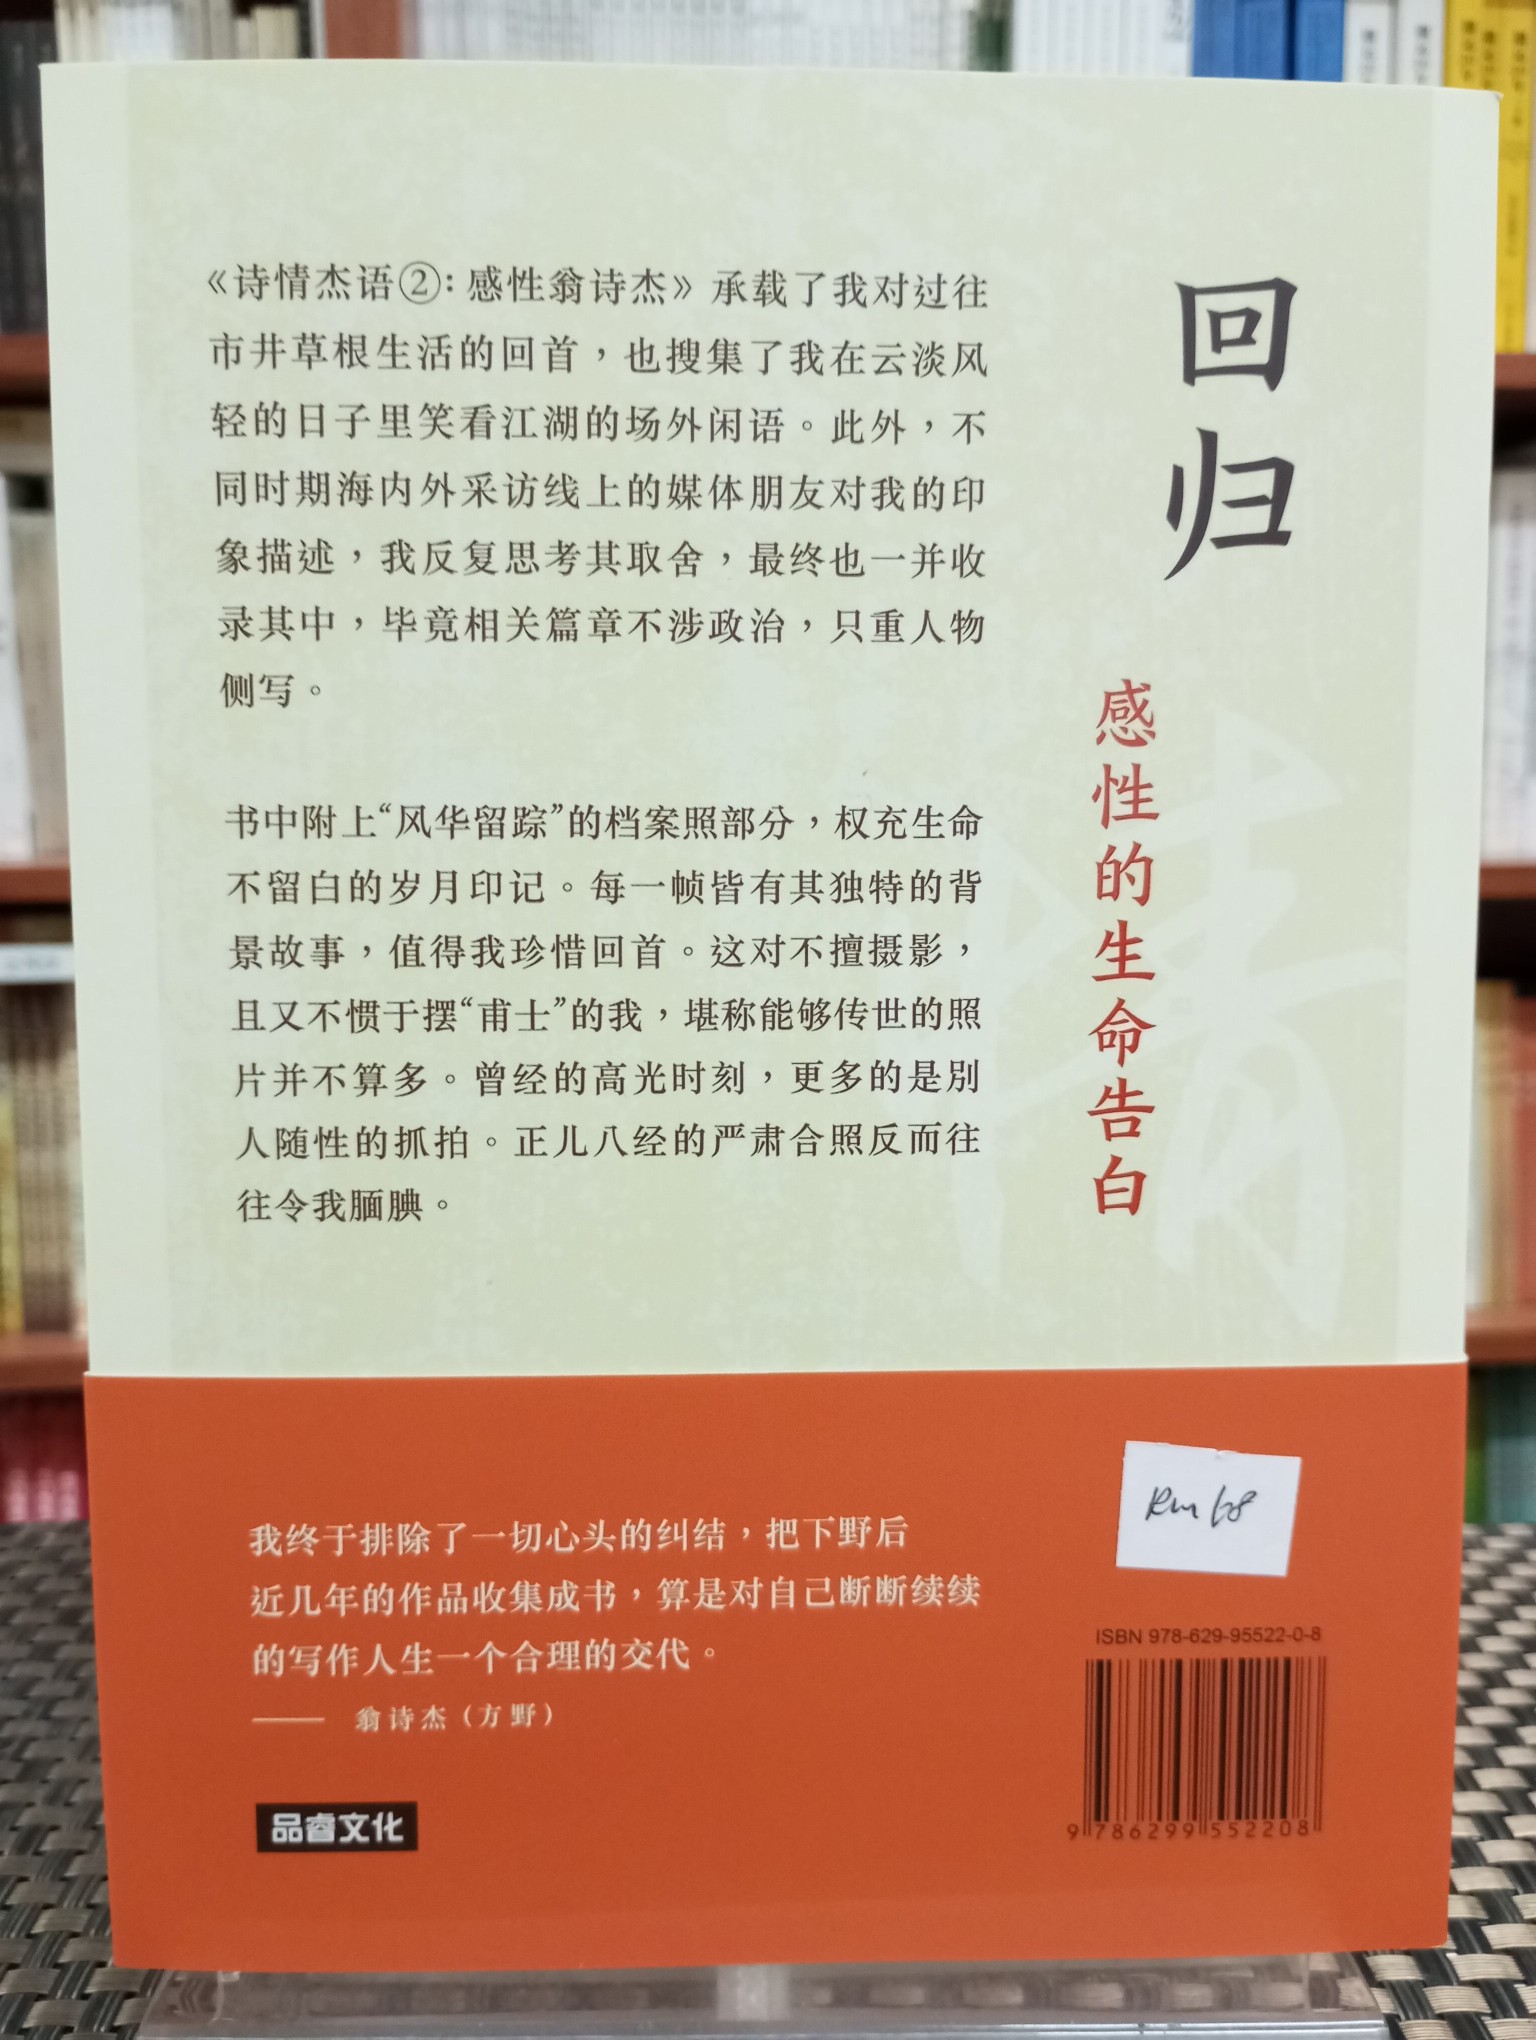 回归
感性的生命告白
《诗情杰语②：感性翁诗杰》承载了我对过往
市井草根生活的回首，也搜集了我在云淡风
轻的日子里笑看江湖的场外闲语。此外，不
同时期海内外采访线上的媒体朋友对我的印
象描述，我反复思考其取舍，最终也一并收
录其中，毕竟相关篇章不涉政治，只重人物
侧写。
书中附上“风华留踪”的档案照部分，权充生命
不留白的岁月印记。每一帧皆有其独特的背
景故事，值得我珍惜回首。这对不擅摄影，
且又不惯于摆“甫士”的我，堪称能够传世的照
片并不算多。曾经的高光时刻，更多的是別
人随性的抓拍。正儿八经的严肃合照反而往
往令我腼腆。
情
我终于排除了一切心头的纠结，把下野后
近几年的作品收集成书，算是对自己断断续续
的写作人生一个合理的交代。
—— 翁诗杰（方野）
品睿文化
Rm 68
ISBN 978-629-95522-0-8
9 786299 552208